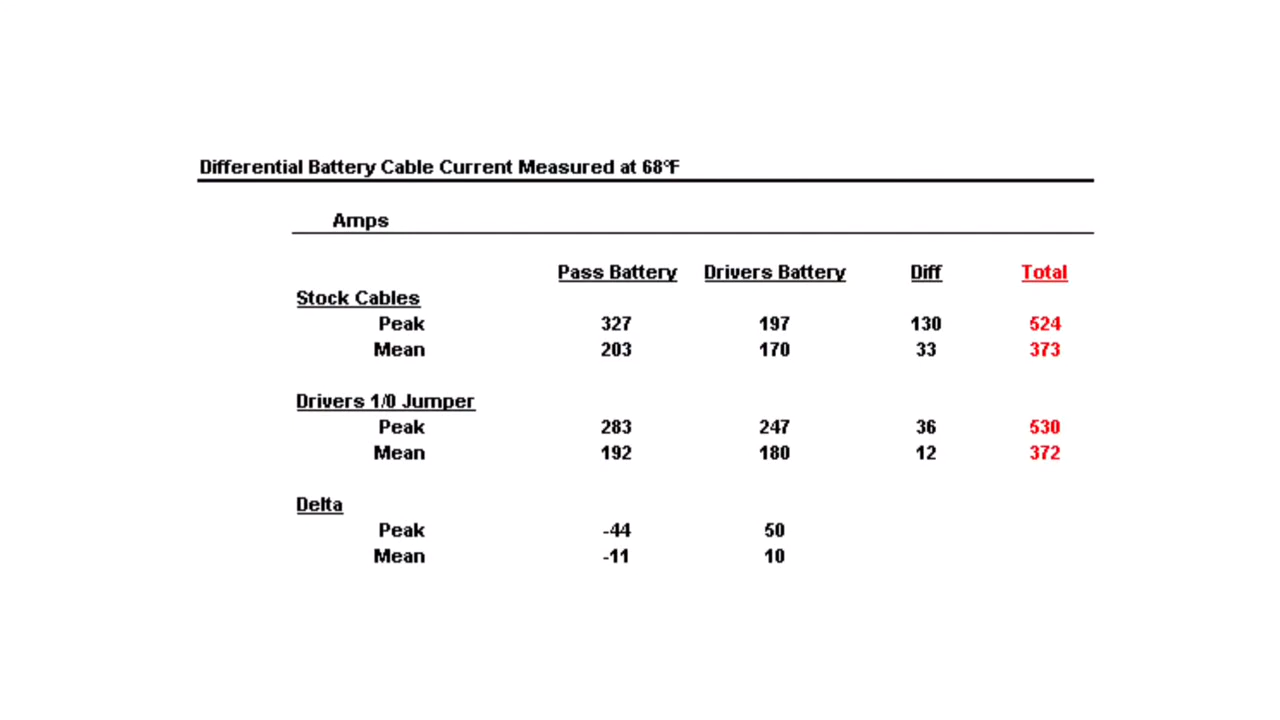 Differential Battery Cable Current Measured at 68°F
Amps
Pass Battery Drivers Battery Diff Total
Stock Cables
Peak 327 197 130 524
Mean 203 170 33 373
Drivers 1/0 Jumper
Peak 283 247 36 530
Mean 192 180 12 372
Delta
Peak -44 50
Mean -11 10